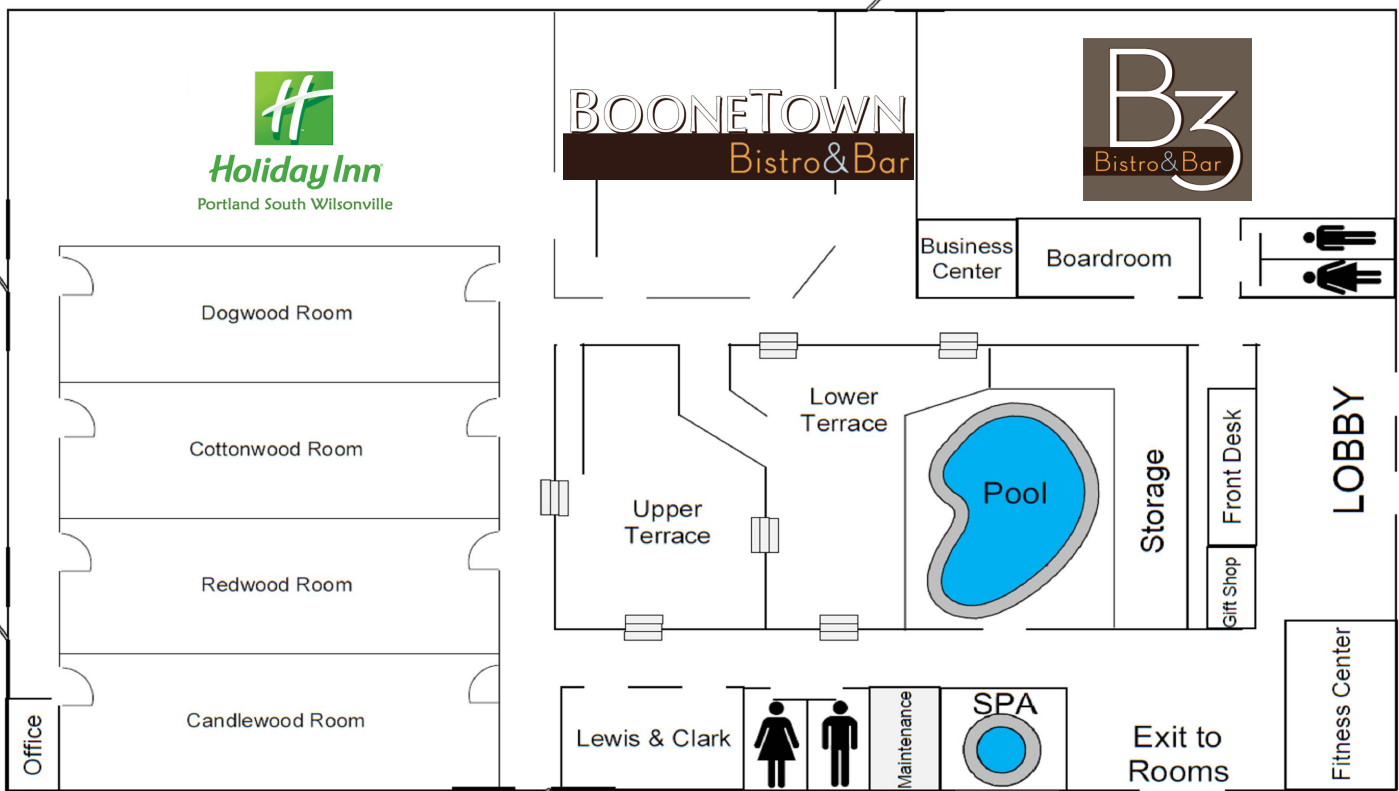 H
Holiday Inn
Portland South Wilsonville
BOONETOWN
Bistro&Bar
B3
Bistro&Bar
Business
Center
Boardroom
Dogwood Room
Cottonwood Room
Redwood Room
Candlewood Room
Office
Upper
Terrace
Lower
Terrace
Pool
Storage
Front Desk
Gift Shop
LOBBY
Lewis & Clark
Maintenance
SPA
Exit to
Rooms
Fitness Center